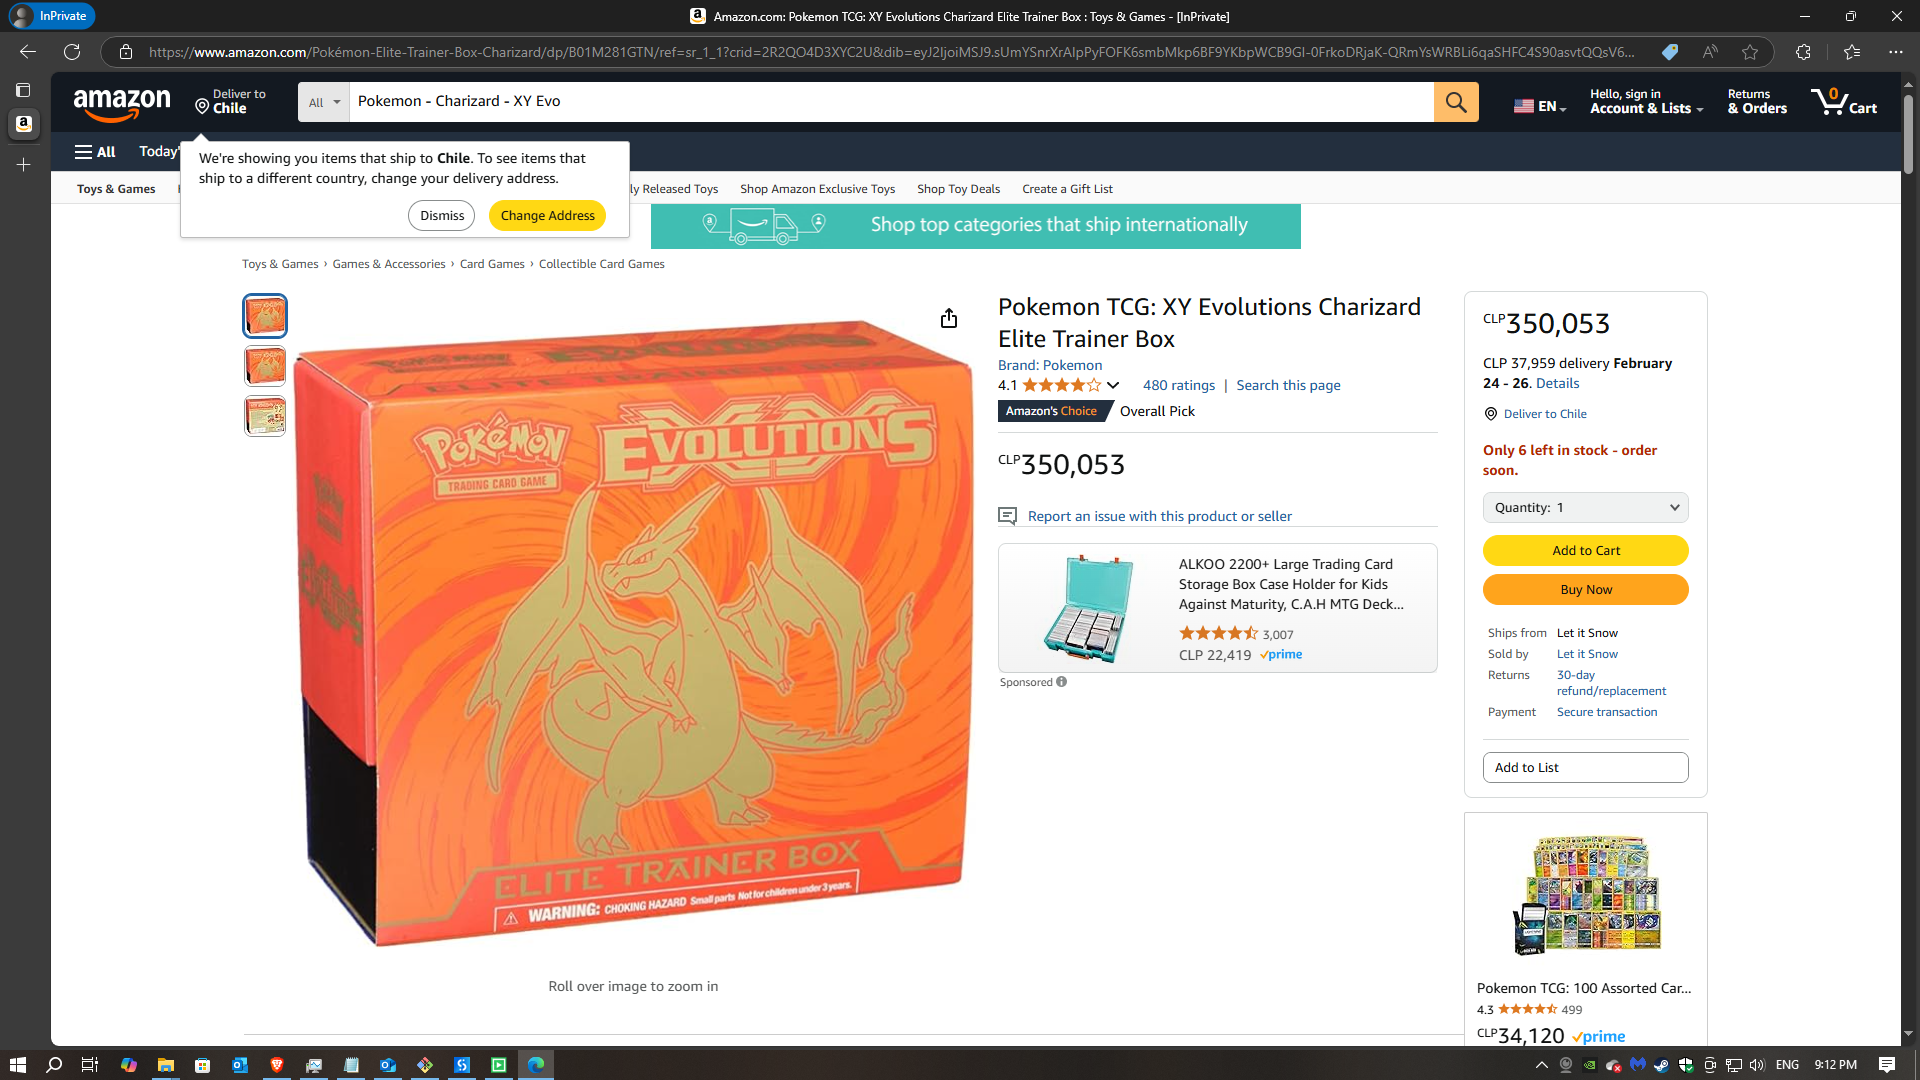 InPrivate
Amazon.com: Pokemon TCG: XY Evolutions Charizard Elite Trainer Box : Toys & Games - [InPrivate]
https://www.amazon.com/Pokémon-Elite-Trainer-Box-Charizard/dp/B01M281GTN/ref=sr_1_1?crid=2R2QO4D3XYC2U&dib=eyJ2IjoiMSJ9.sUmYSnrXrAIpPyFOFK6smbMkp6BF9YKbpWCB9GI-0FrkoDRjaK-QRmYsWRBLi6qaSHFC4S90asvtQQsV6...
amazon
Deliver to
Chile
All
Pokemon - Charizard - XY Evo
EN
Hello, sign in
Account & Lists
Returns
& Orders
0
Cart
All
Today'
We're showing you items that ship to Chile. To see items that
ship to a different country, change your delivery address.
Dismiss
Change Address
Toys & Games
ly Released Toys
Shop Amazon Exclusive Toys
Shop Toy Deals
Create a Gift List
Shop top categories that ship internationally
Toys & Games › Games & Accessories › Card Games › Collectible Card Games
EVOLUTIONS
ELITE TRAINER BOX
POKéMON
TRADING CARD GAME
EVOLUTIONS
ELITE TRAINER BOX
WARNING: CHOKING HAZARD Small parts Not for children under 3 years.
Roll over image to zoom in
Pokemon TCG: XY Evolutions Charizard
Elite Trainer Box
Brand: Pokemon
4.1
480 ratings | Search this page
Amazon's Choice Overall Pick
CLP350,053
Report an issue with this product or seller
ALKOO 2200+ Large Trading Card
Storage Box Case Holder for Kids
Against Maturity, C.A.H MTG Deck...
3,007
CLP 22,419 prime
Sponsored
CLP350,053
CLP 37,959 delivery February
24 - 26. Details
Deliver to Chile
Only 6 left in stock - order
soon.
Quantity: 1
Add to Cart
Buy Now
Ships from Let it Snow
Sold by Let it Snow
Returns 30-day
refund/replacement
Payment Secure transaction
Add to List
Pokemon TCG: 100 Assorted Car...
4.3 499
CLP34,120 prime
ENG
9:12 PM